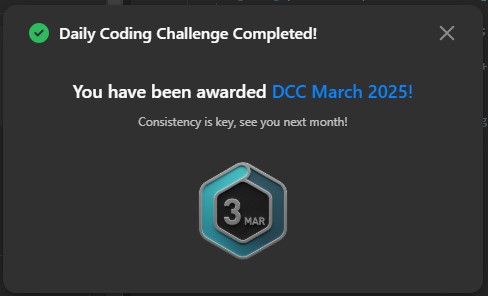 Daily Coding Challenge Completed!
You have been awarded DCC March 2025!
Consistency is key, see you next month!
3 MAR